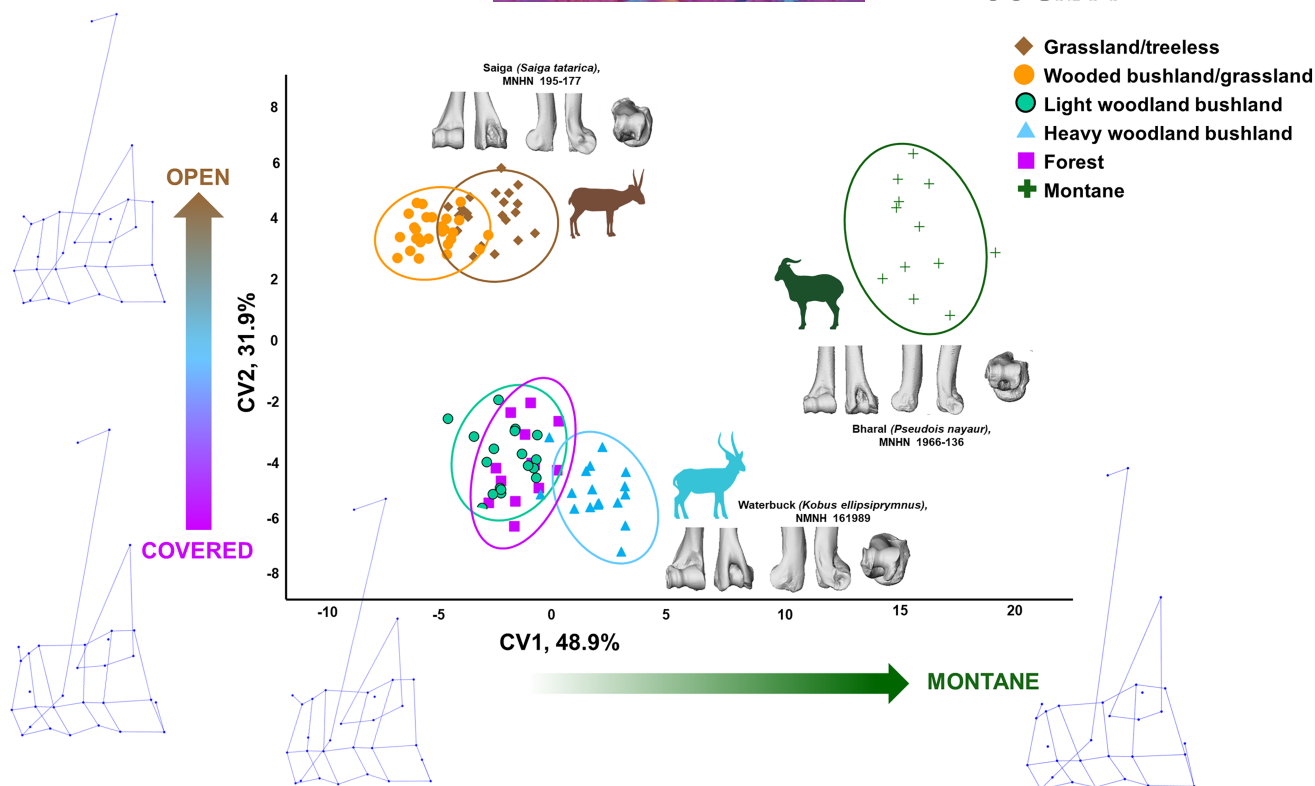 Grassland/treeless
Wooded bushland/grassland
Light woodland bushland
Heavy woodland bushland
Forest
Montane
Saiga (Saiga tatarica),
MNHN 195-177
OPEN
COVERED
CV2, 31.9%
8
6
4
2
0
-2
-4
-6
-8
Bharal (Pseudois nayaur),
MNHN 1966-136
Waterbuck (Kobus ellipsiprymnus),
NMNH 161989
-10
-5
0
5
10
15
20
CV1, 48.9%
MONTANE